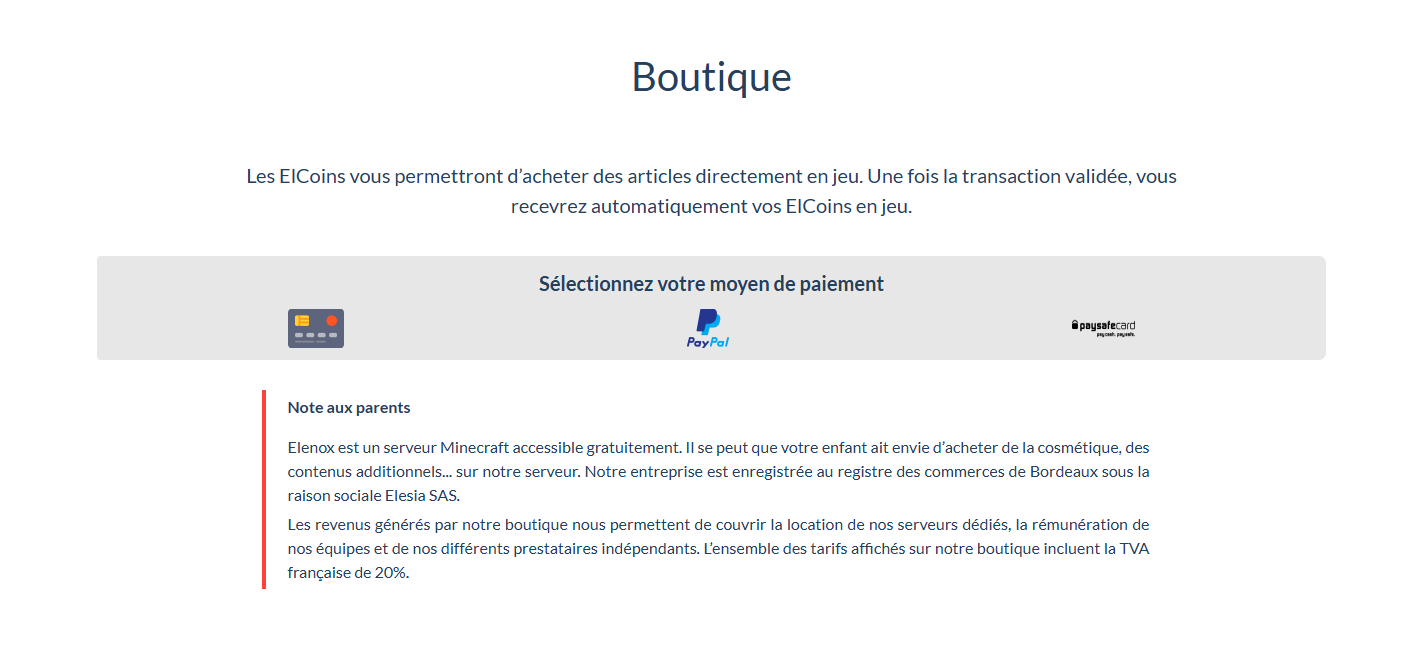 Boutique
Les ElCoins vous permettront d’acheter des articles directement en jeu. Une fois la transaction validée, vous
recevrez automatiquement vos ElCoins en jeu.
Sélectionnez votre moyen de paiement
PayPal
paysafecard
pay cash. pay safe.
Note aux parents
Elenox est un serveur Minecraft accessible gratuitement. Il se peut que votre enfant ait envie d’acheter de la cosmétique, des
contenus additionnels... sur notre serveur. Notre entreprise est enregistrée au registre des commerces de Bordeaux sous la
raison sociale Elesia SAS.
Les revenus générés par notre boutique nous permettent de couvrir la location de nos serveurs dédiés, la rémunération de
nos équipes et de nos différents prestataires indépendants. L’ensemble des tarifs affichés sur notre boutique incluent la TVA
française de 20%.